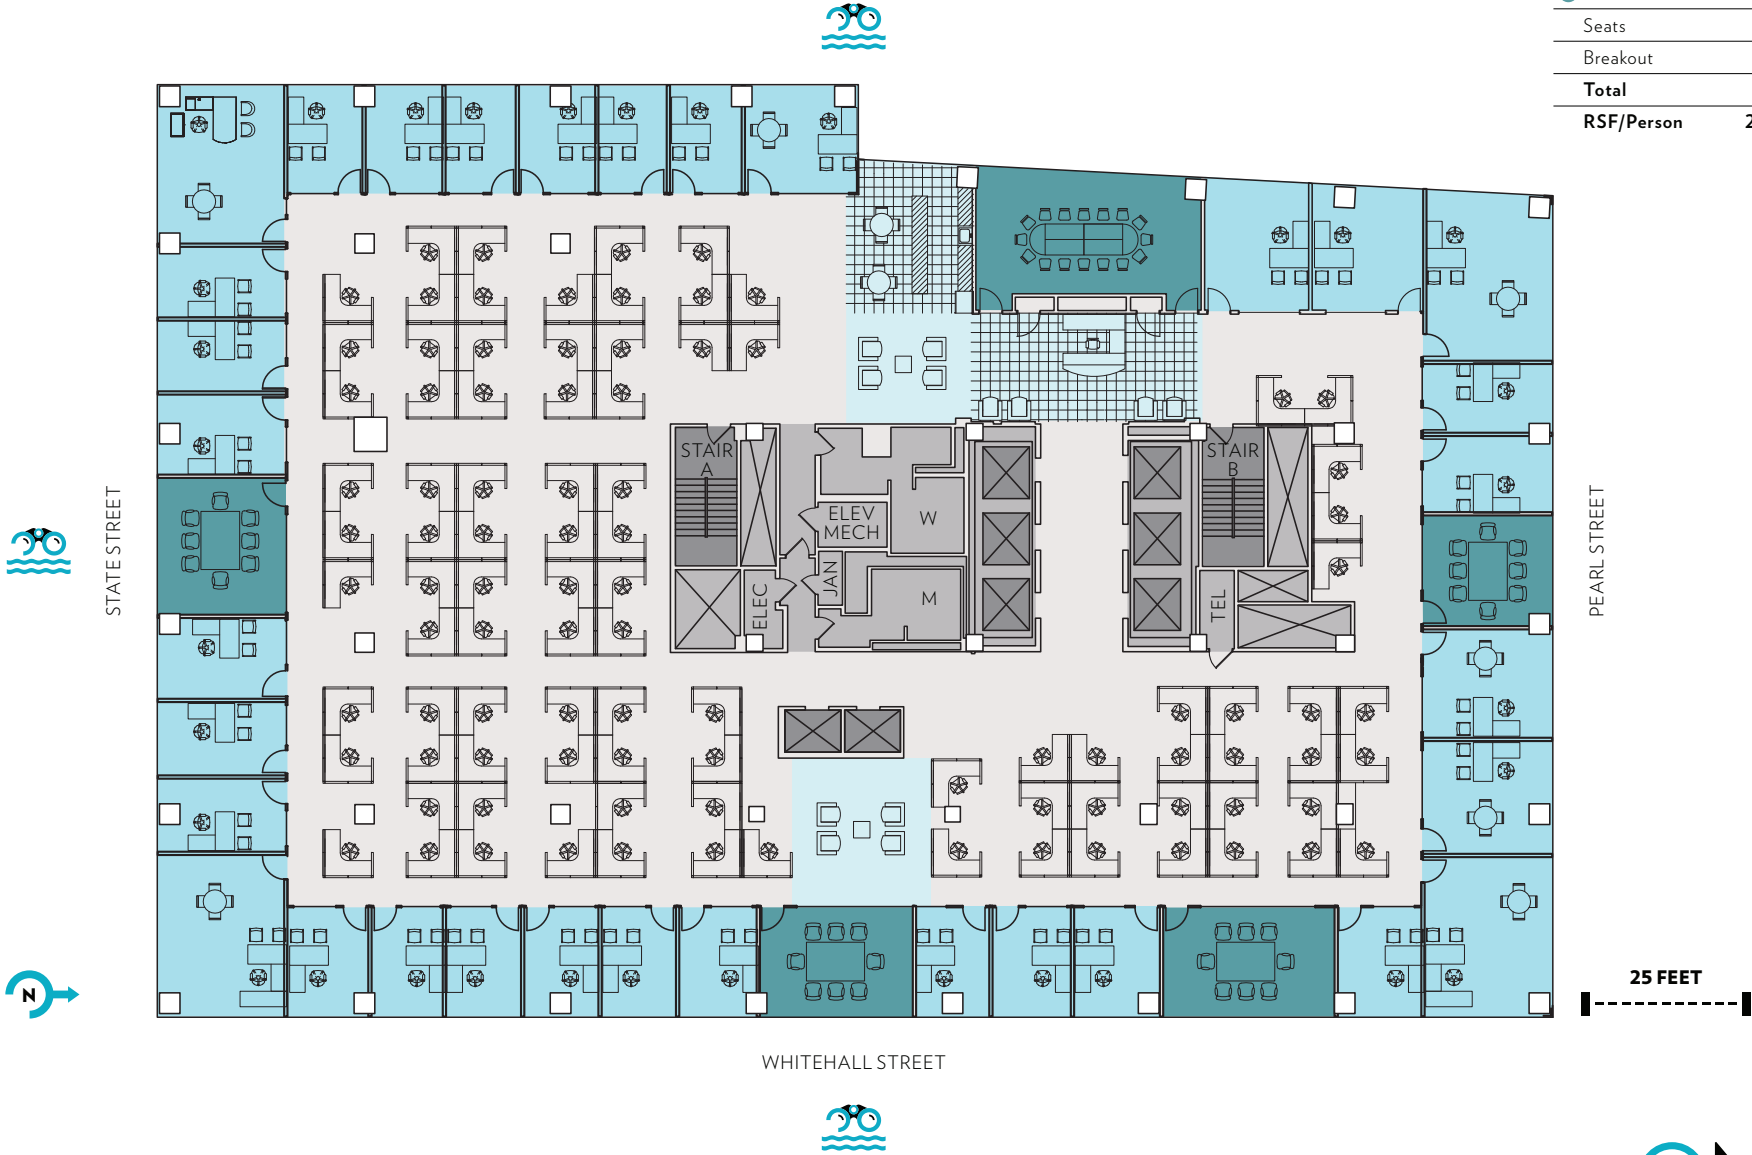 Seats
Breakout
Total
RSF/Person 2
STAIR
A
STAIR
B
ELEV
MECH
W
JAN
ELEC
M
TEL
STATE STREET
PEARL STREET
N
25 FEET
WHITEHALL STREET